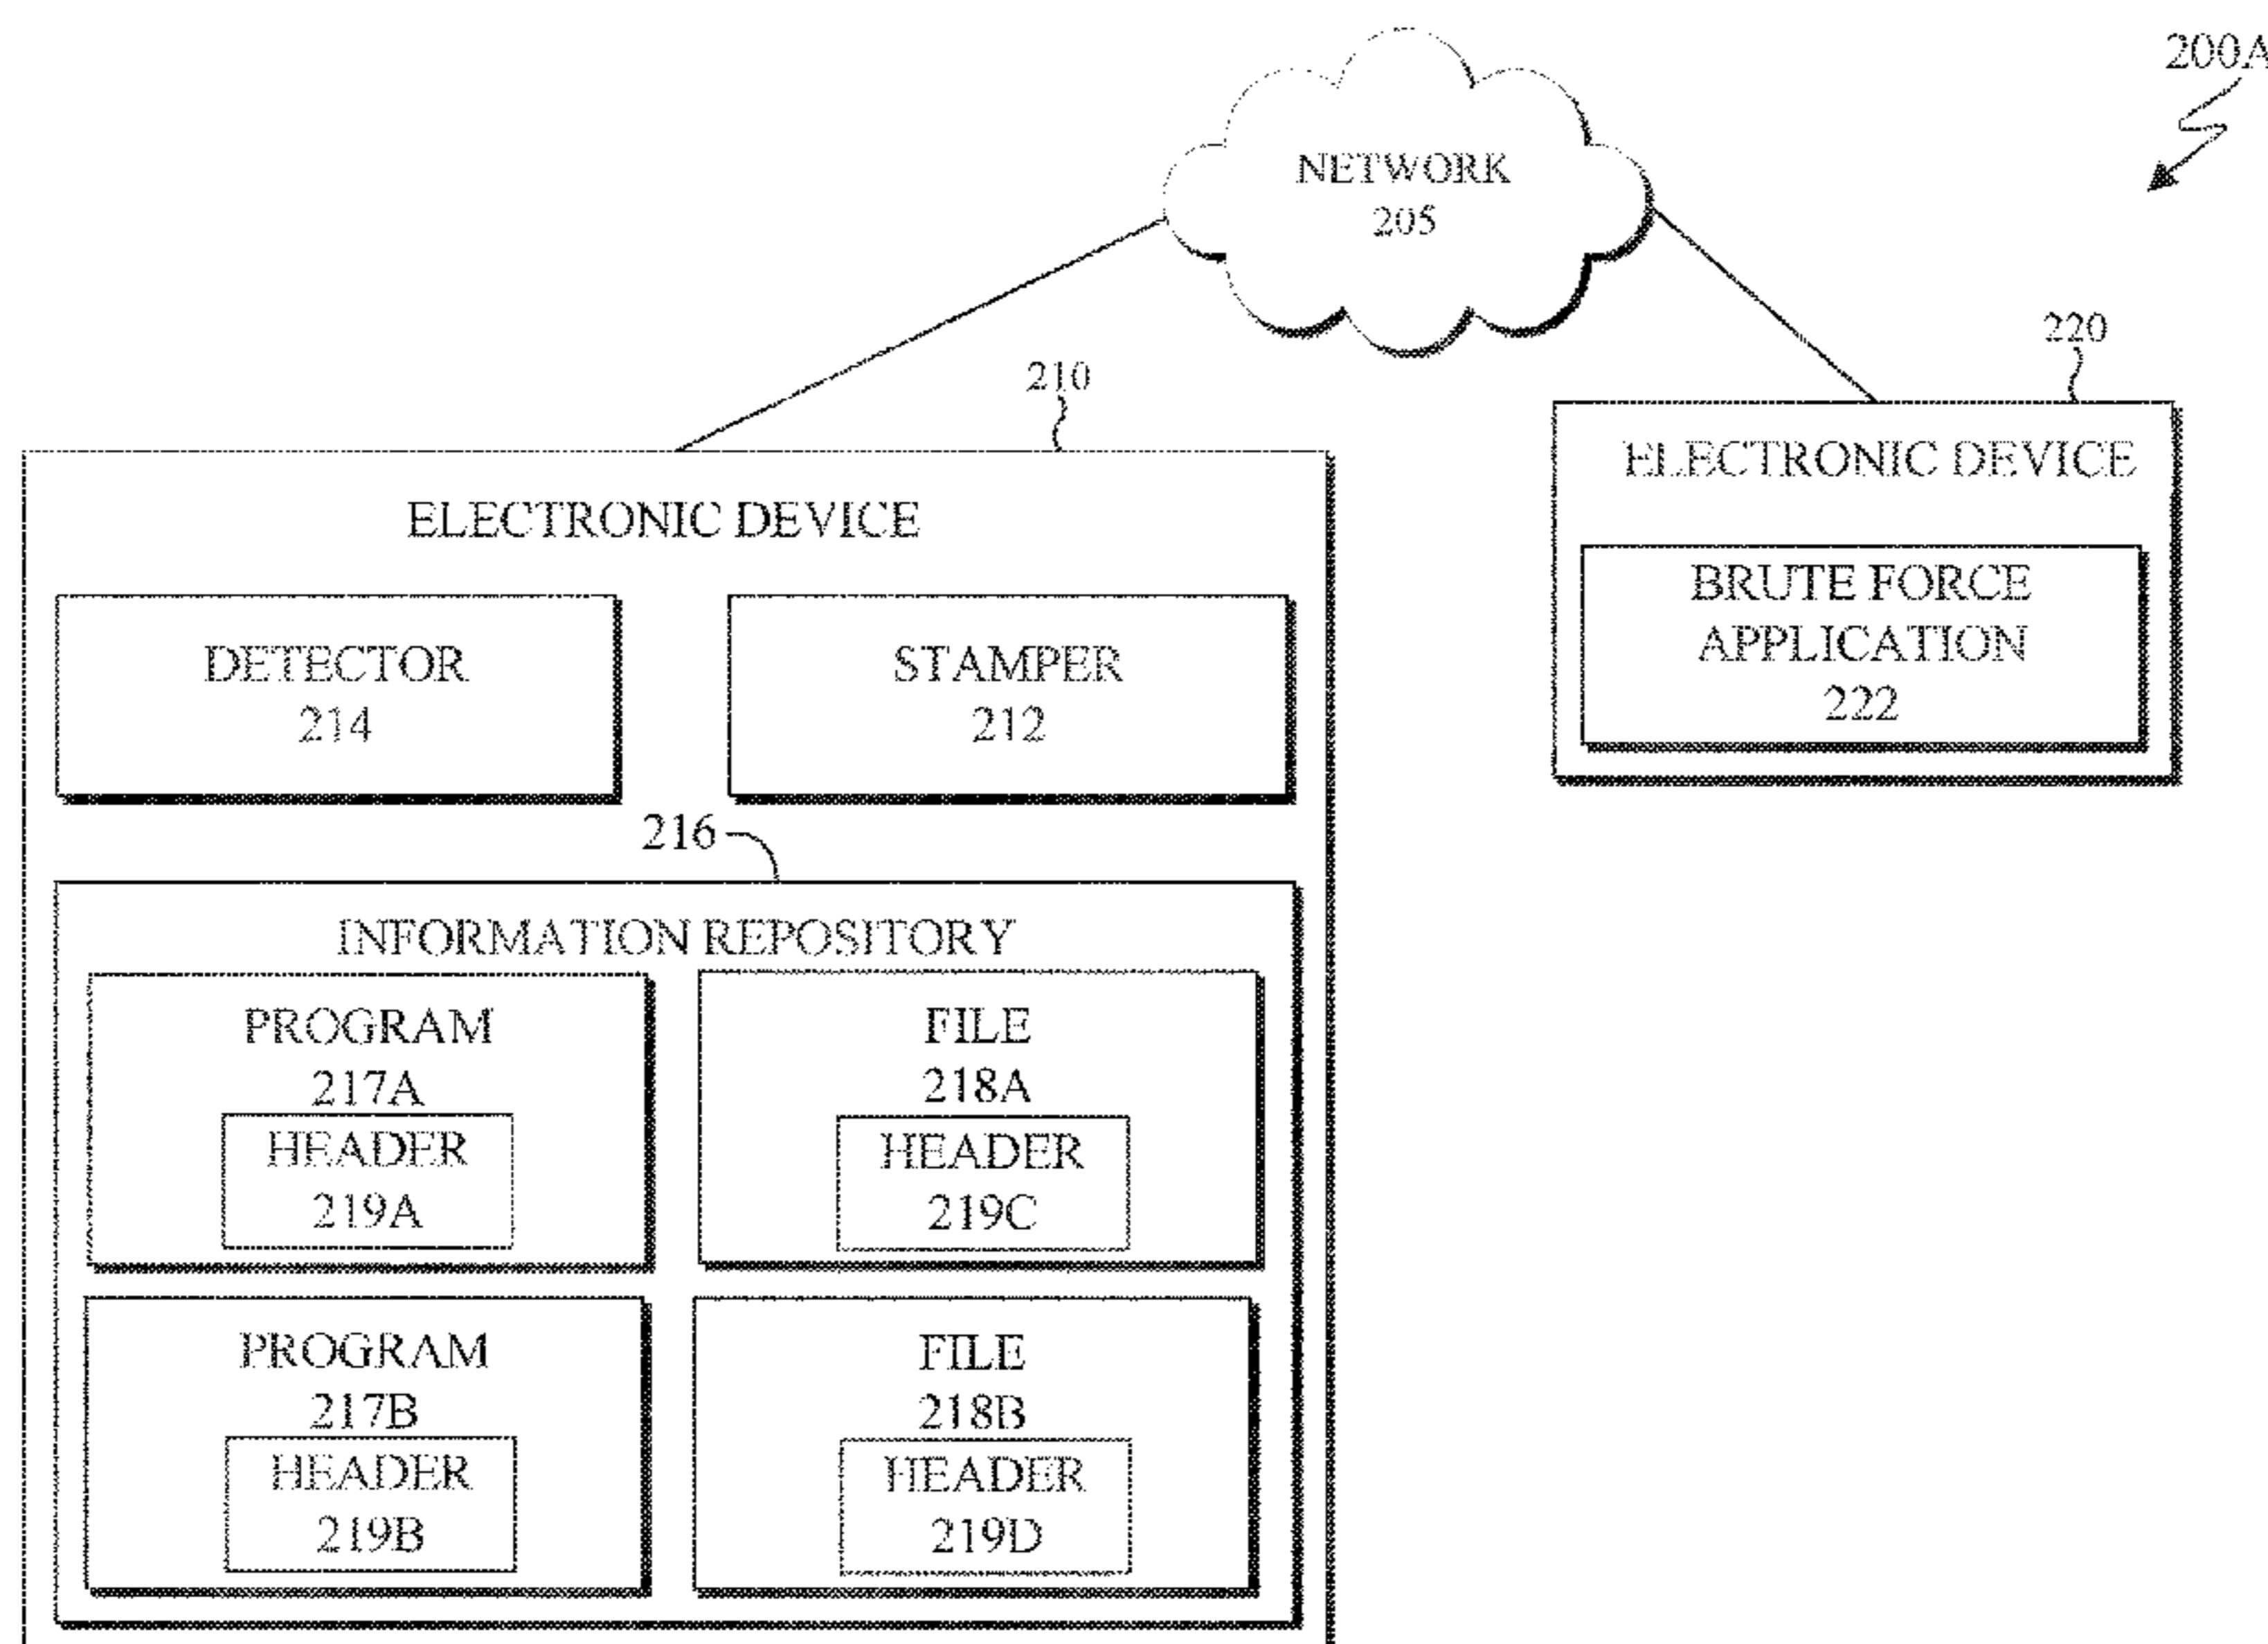 200A
NETWORK
205
210
220
ELECTRONIC DEVICE
DETECTOR
214
STAMPER
212
216
INFORMATION REPOSITORY
PROGRAM
217A
HEADER
219A
FILE
218A
HEADER
219C
PROGRAM
217B
HEADER
219B
FILE
218B
HEADER
219D
ELECTRONIC DEVICE
BRUTE FORCE
APPLICATION
222